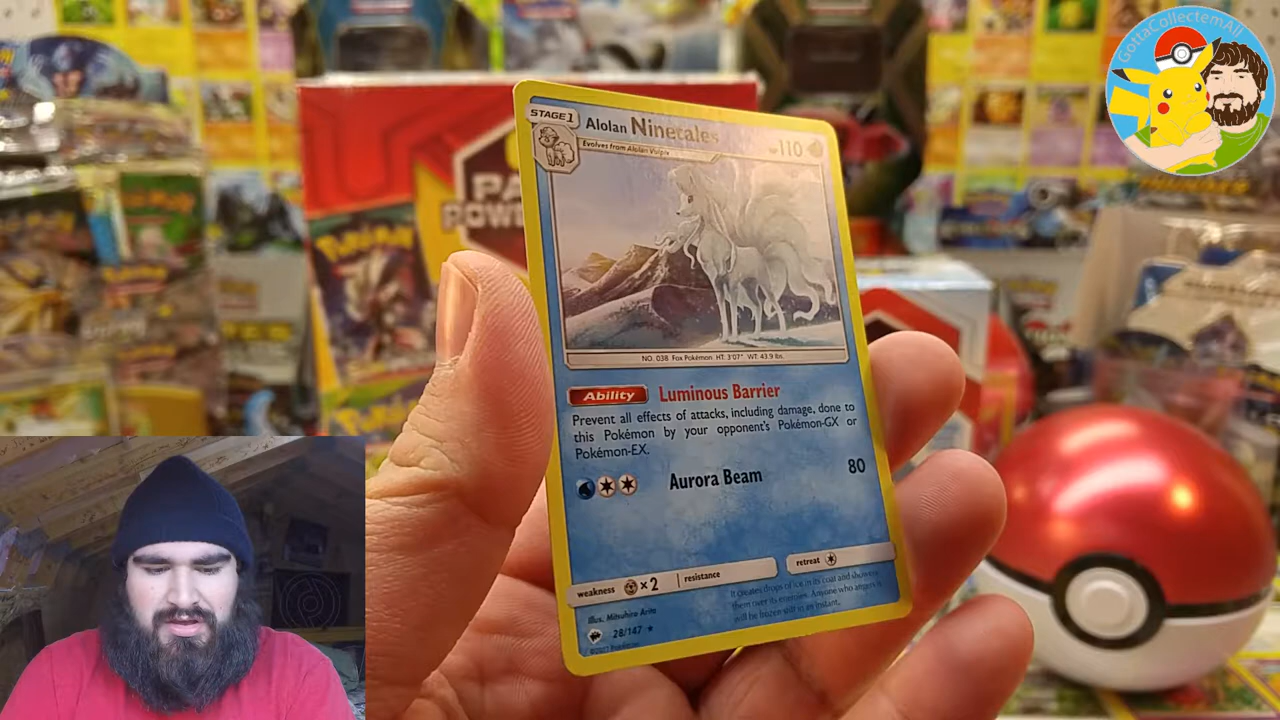 GottaCollectemAll
STAGE 1
Alolan Ninetales
HP 110
Evolves from Alolan Vulpix
PA
POWE
POKéMON
NO. 038 Fox Pokémon HT: 3'07" WT: 43.9 lbs.
Ability Luminous Barrier
Prevent all effects of attacks, including damage, done to
this Pokémon by your opponent's Pokémon-GX or
Pokémon-EX.
Aurora Beam 80
weakness ×2 resistance retreat
It creates drops of ice in its coat and showers
them over its enemies. Anyone who angers it
will be frozen stiff in an instant.
Illus. Mitsuhiro Arita
28/147 ★
©2017 Pokémon